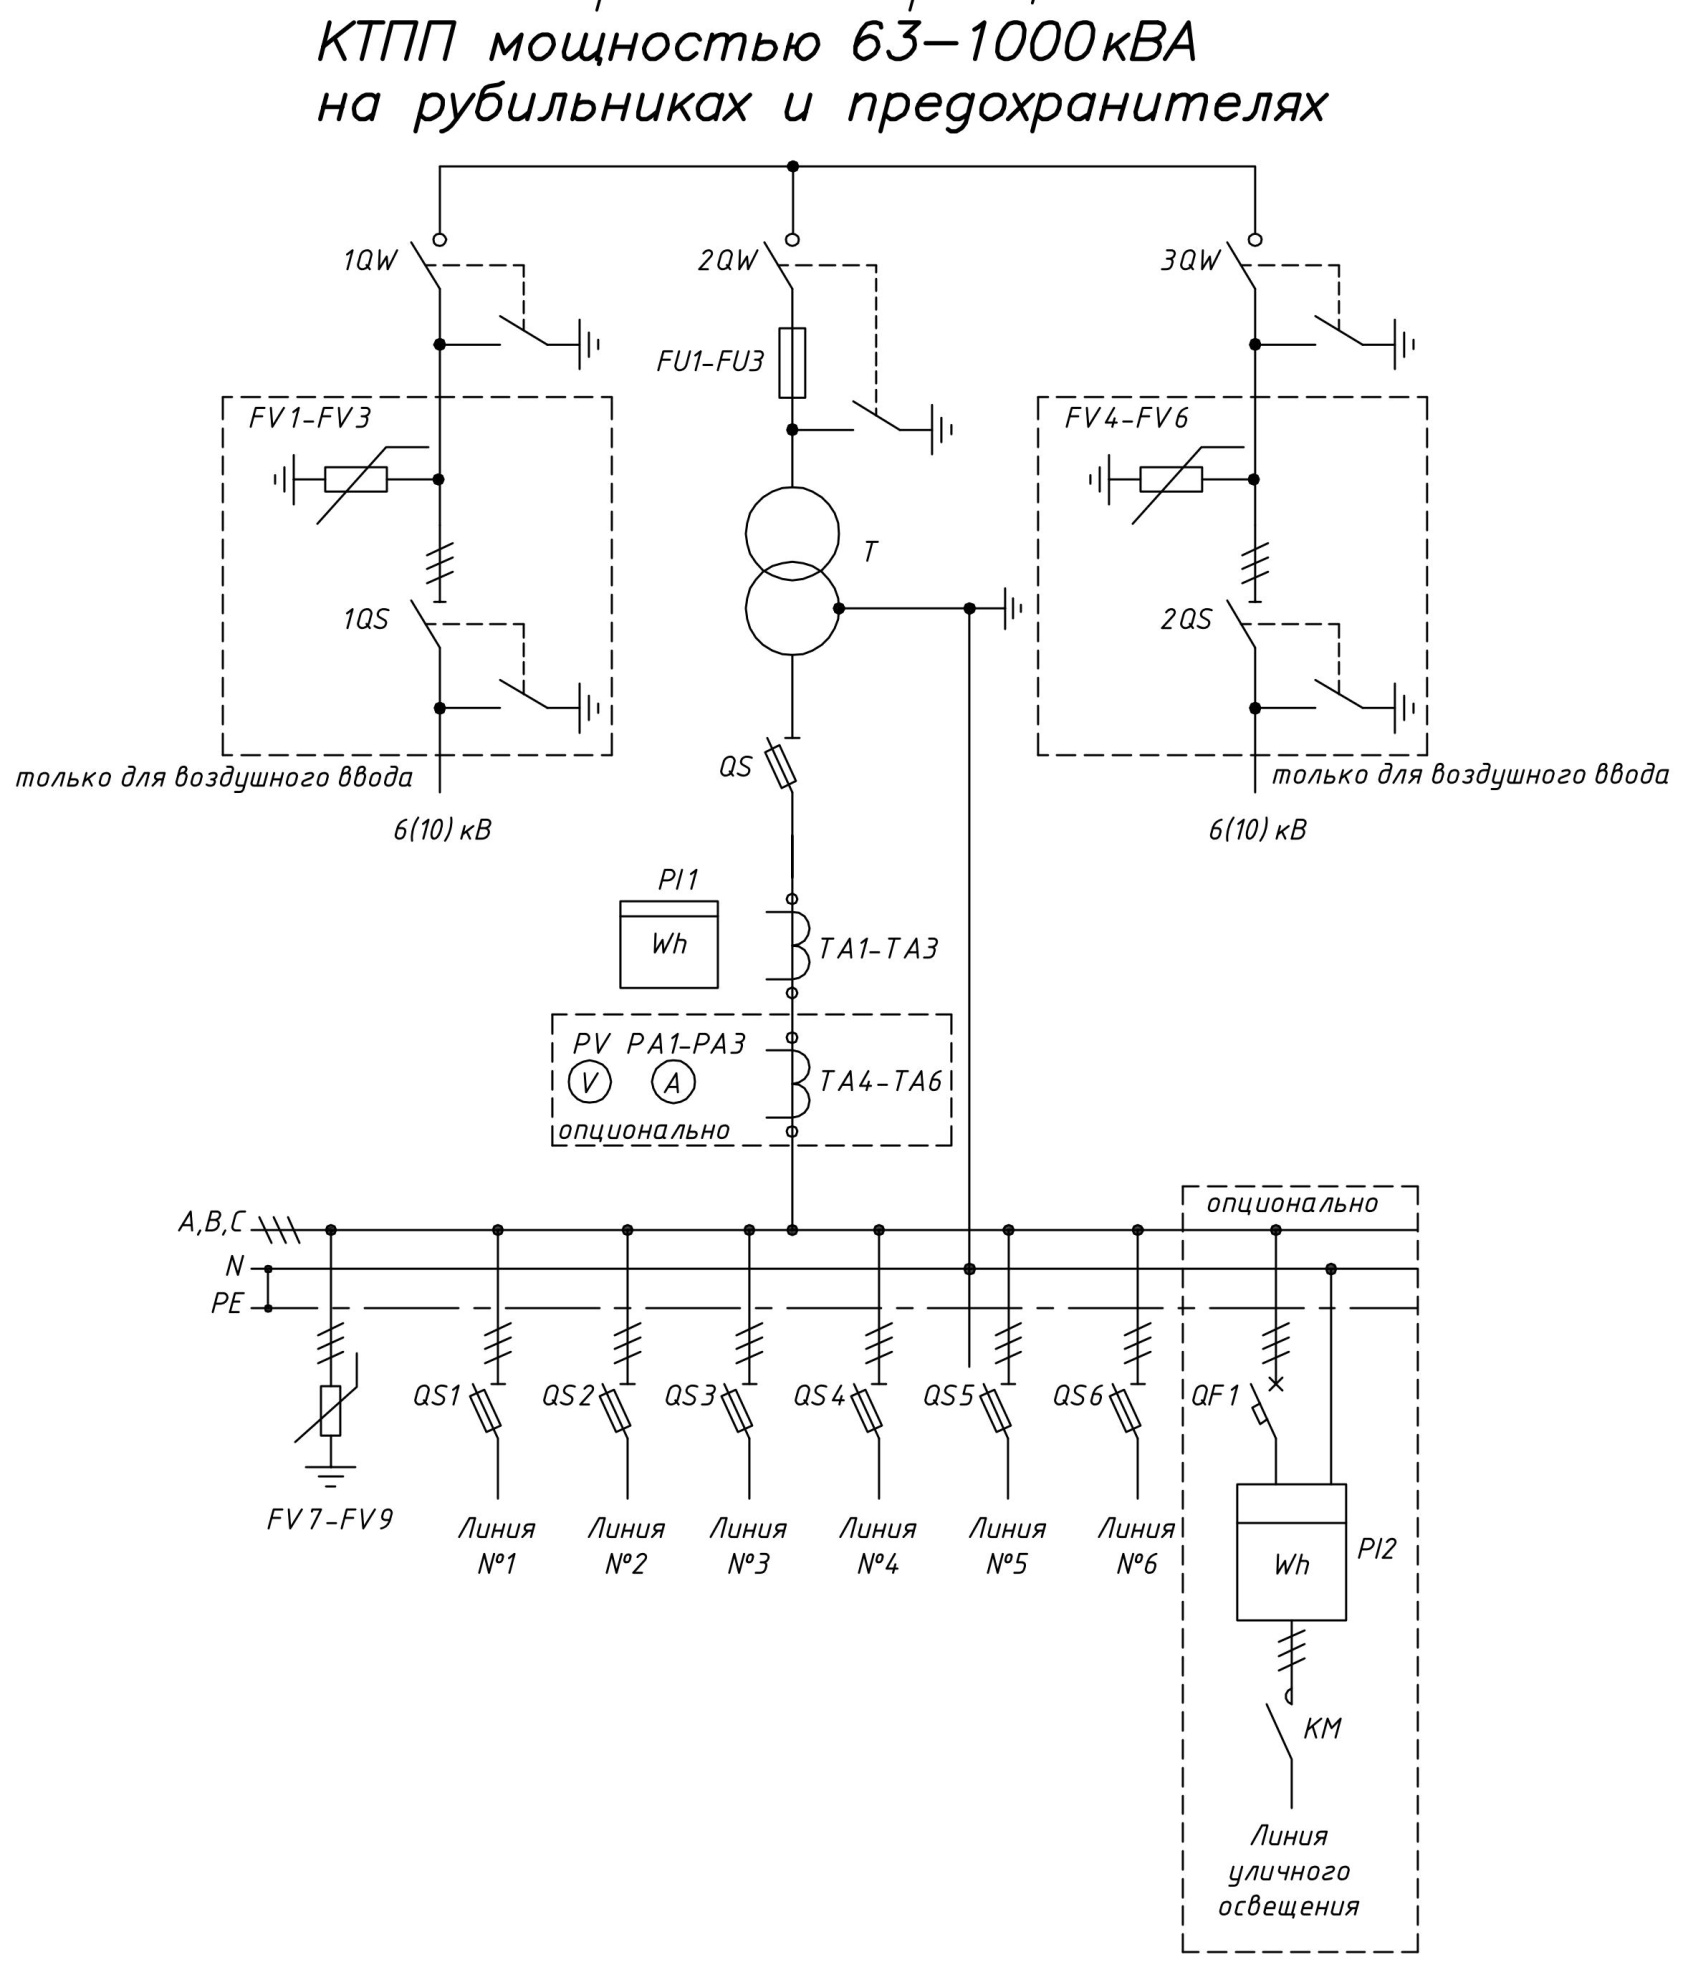 КТПП мощностью 63-1000кВА
на рубильниках и предохранителях
1QW
2QW
3QW
FU1-FU3
FV1-FV3
FV4-FV6
T
1QS
2QS
QS
только для воздушного ввода
только для воздушного ввода
6(10) кВ
6(10) кВ
PI1
Wh
TA1-TA3
PV PA1-PA3
V A
TA4-TA6
опционально
опционально
A,B,C
N
PE
QS1 QS2 QS3 QS4 QS5 QS6 QF1
FV7-FV9
Линия Линия Линия Линия Линия Линия
№1 №2 №3 №4 №5 №6
PI2
Wh
KM
Линия
уличного
освещения